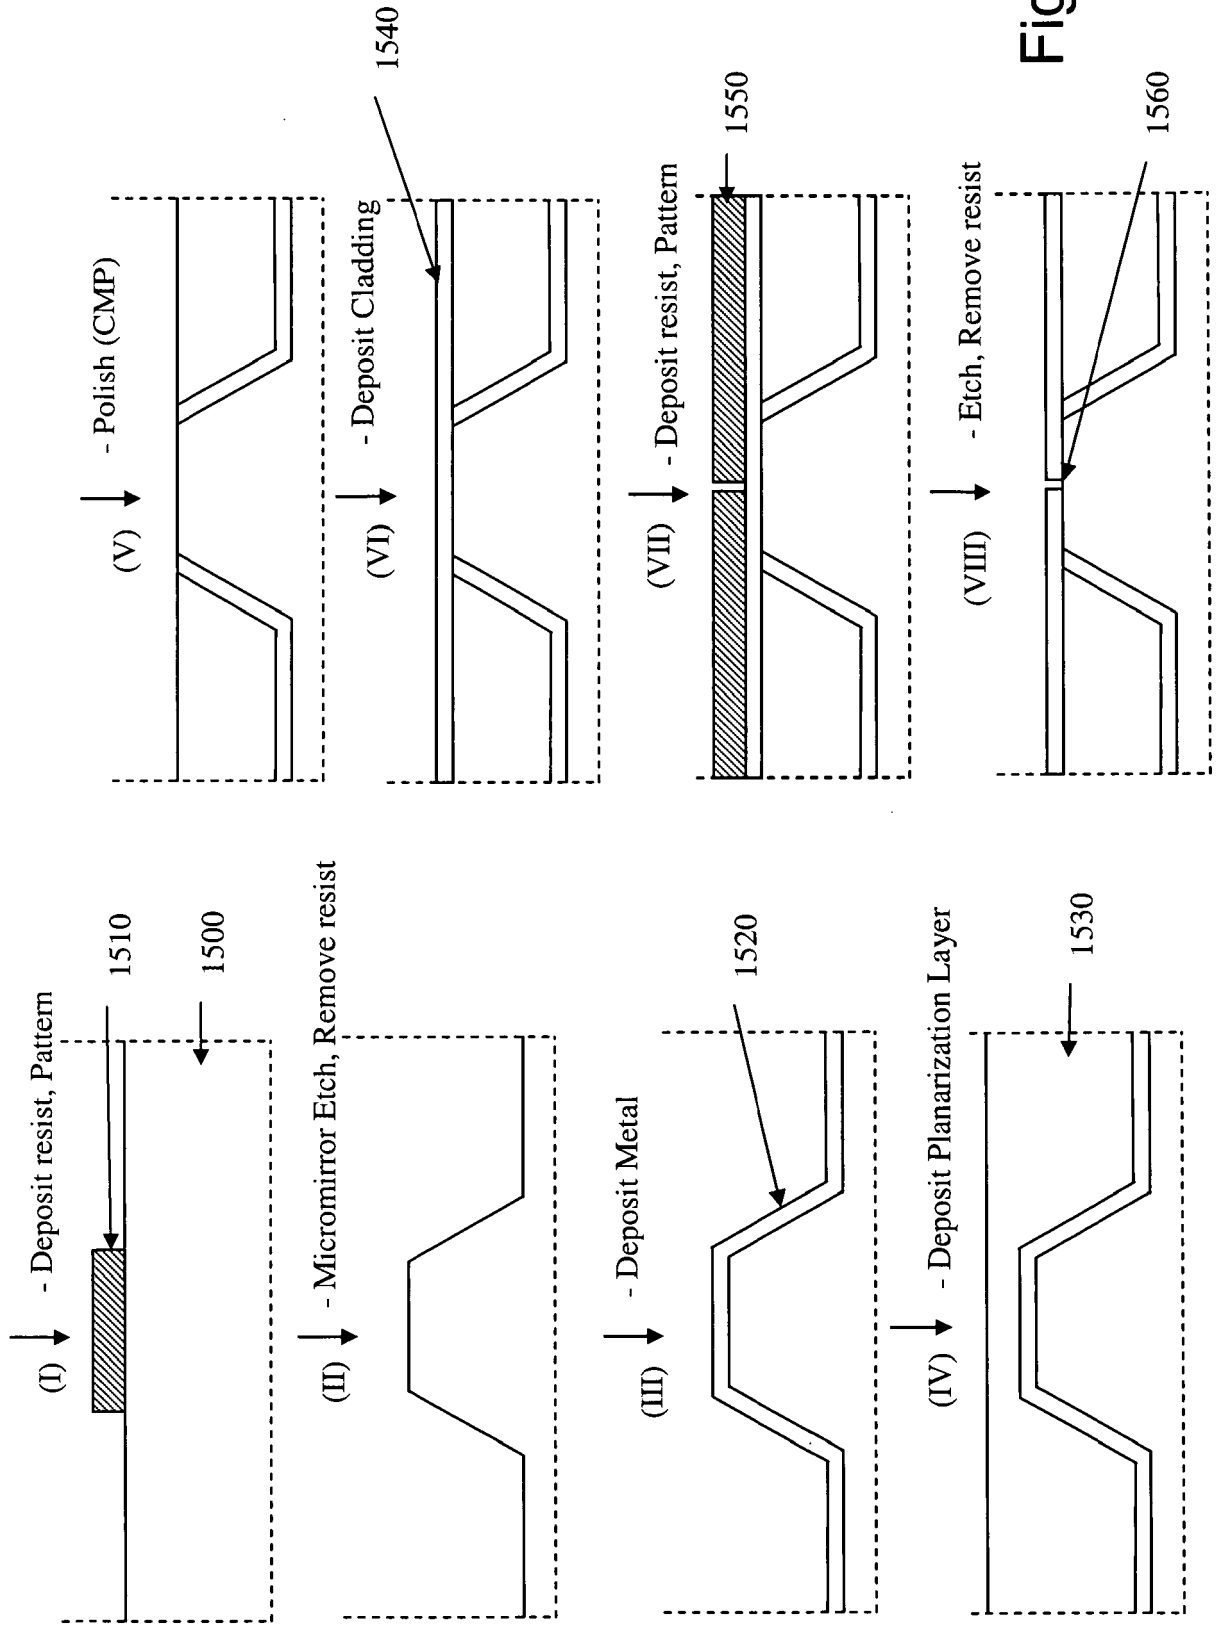 (I) - Deposit resist, Pattern
1510
1500
(II) - Micromirror Etch, Remove resist
(III) - Deposit Metal
1520
(IV) - Deposit Planarization Layer
1530
(V) - Polish (CMP)
(VI) - Deposit Cladding
1540
(VII) - Deposit resist, Pattern
1550
(VIII) - Etch, Remove resist
1560
Fig